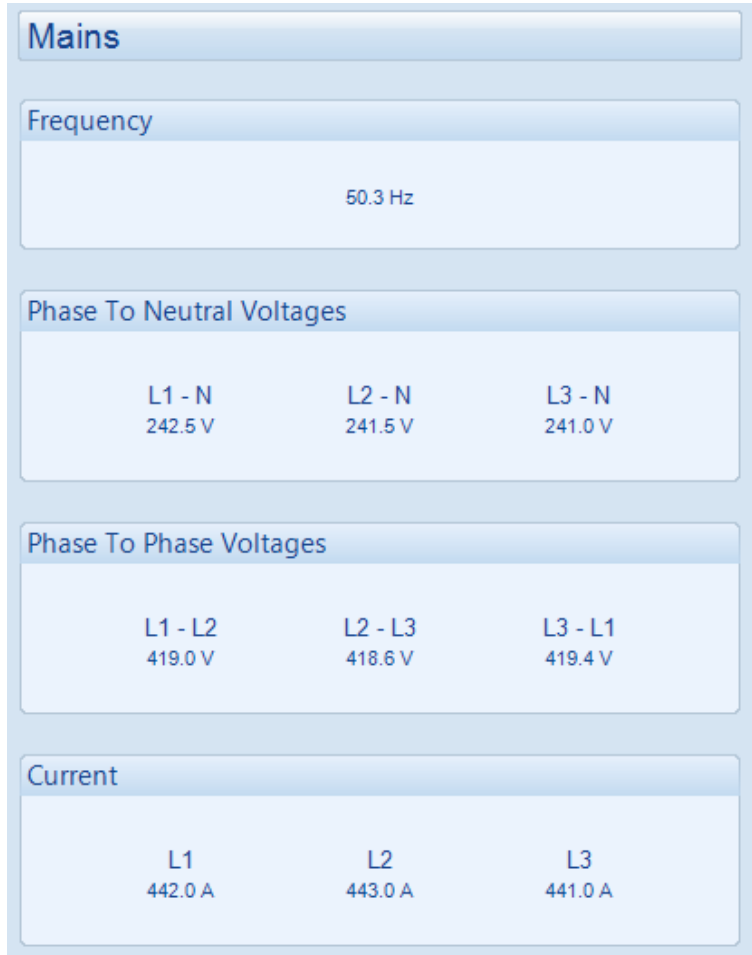 Mains
Frequency
50.3 Hz
Phase To Neutral Voltages
L1 - N L2 - N L3 - N
242.5 V 241.5 V 241.0 V
Phase To Phase Voltages
L1 - L2 L2 - L3 L3 - L1
419.0 V 418.6 V 419.4 V
Current
L1 L2 L3
442.0 A 443.0 A 441.0 A